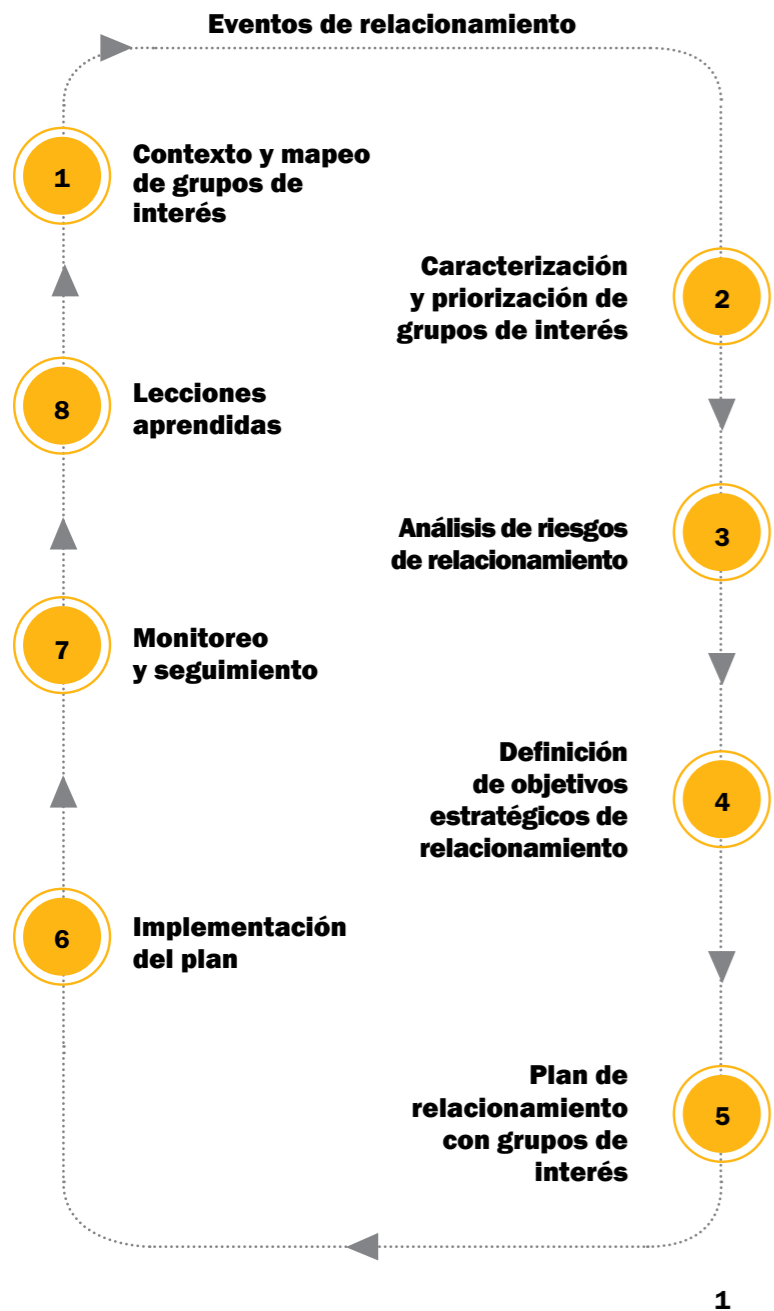 Eventos de relacionamiento
1
Contexto y mapeo
de grupos de
interés
Caracterización
y priorización de
grupos de interés
2
8
Lecciones
aprendidas
Análisis de riesgos
de relacionamiento
3
7
Monitoreo
y seguimiento
Definición
de objetivos
estratégicos de
relacionamiento
4
6
Implementación
del plan
Plan de
relacionamiento
con grupos de
interés
5
1